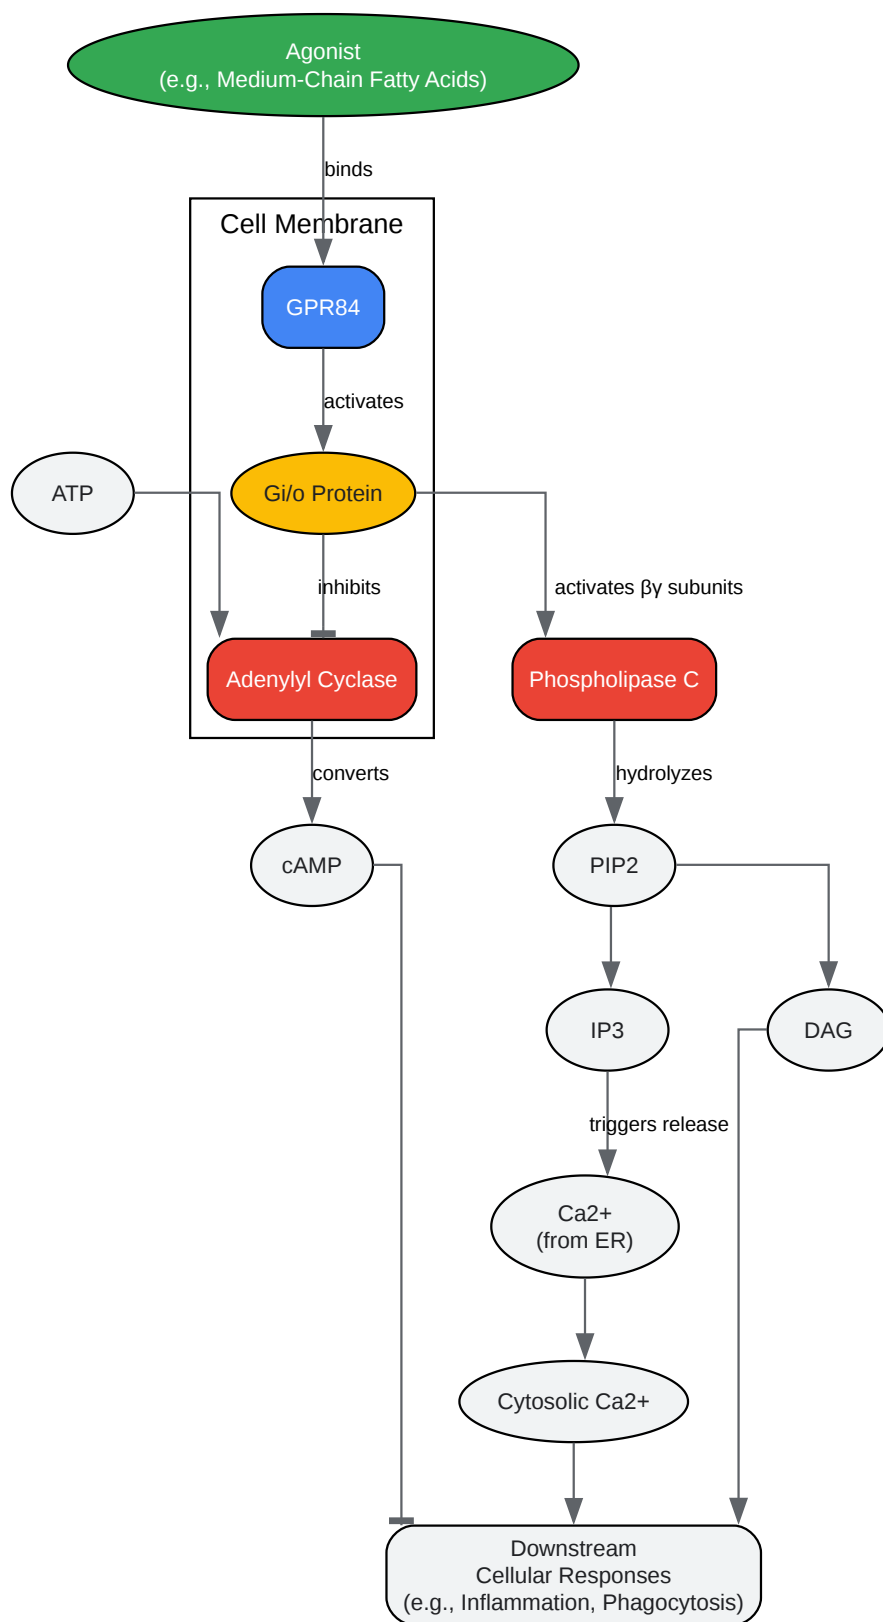 Agonist
(e.g., Medium-Chain Fatty Acids)
binds
Cell Membrane
GPR84
activates
ATP
Gi/o Protein
inhibits
activates βγ subunits
Adenylyl Cyclase
Phospholipase C
converts
hydrolyzes
cAMP
PIP2
IP3
DAG
triggers release
Ca2+
(from ER)
Cytosolic Ca2+
Downstream
Cellular Responses
(e.g., Inflammation, Phagocytosis)